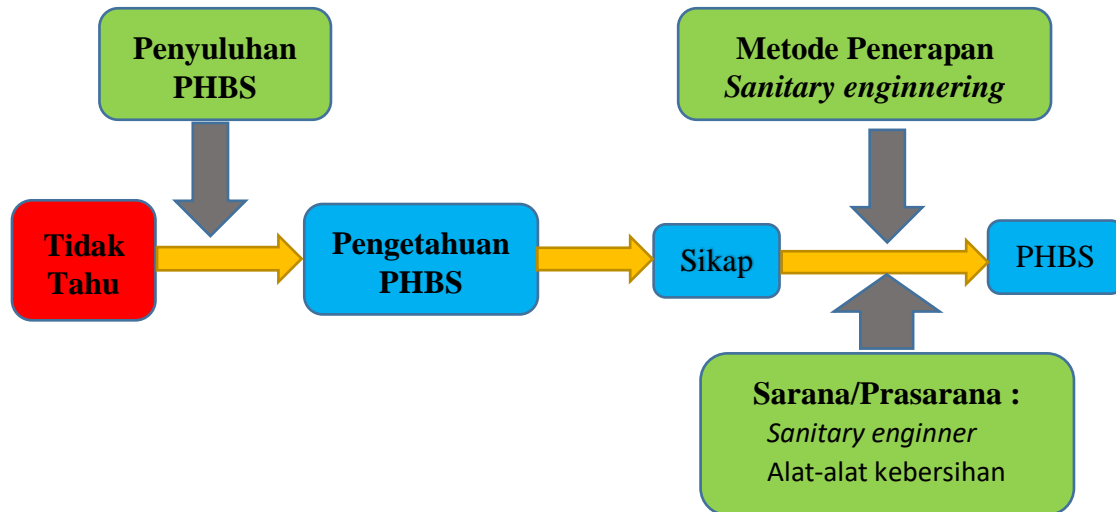 Penyuluhan
PHBS
Metode Penerapan
Sanitary enginnering
Tidak
Tahu
Pengetahuan
PHBS
Sikap
PHBS
Sarana/Prasarana :
Sanitary enginner
Alat-alat kebersihan